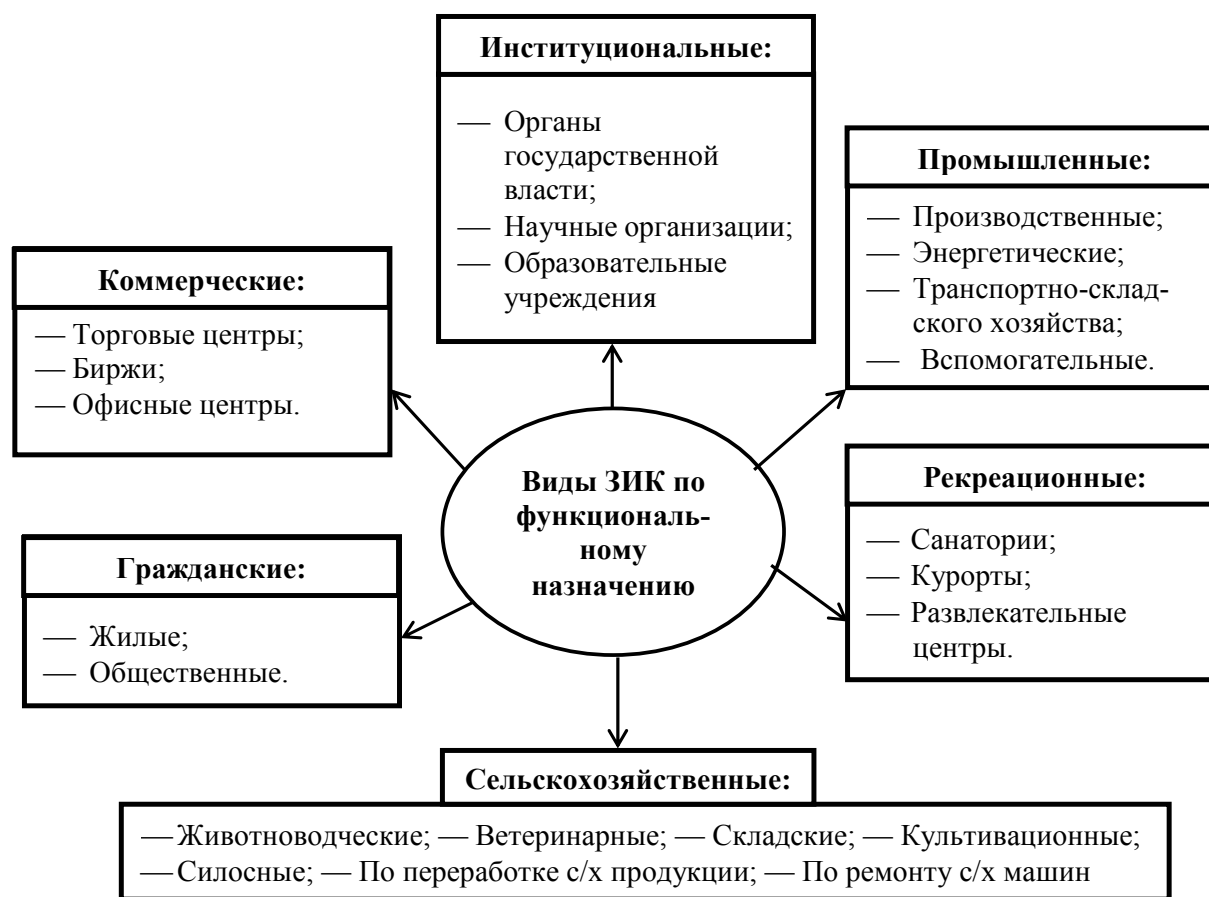 Институциональные:
— Органы
государственной
власти;
— Научные организации;
— Образовательные
учреждения
Промышленные:
— Производственные;
— Энергетические;
— Транспортно-склад-
ского хозяйства;
— Вспомогательные.
Коммерческие:
— Торговые центры;
— Биржи;
— Офисные центры.
Виды ЗИК по
функциональ-
ному
назначению
Рекреационные:
— Санатории;
— Курорты;
— Развлекательные
центры.
Гражданские:
— Жилые;
— Общественные.
Сельскохозяйственные:
— Животноводческие; — Ветеринарные; — Складские; — Культивационные;
— Силосные; — По переработке с/х продукции; — По ремонту с/х машин